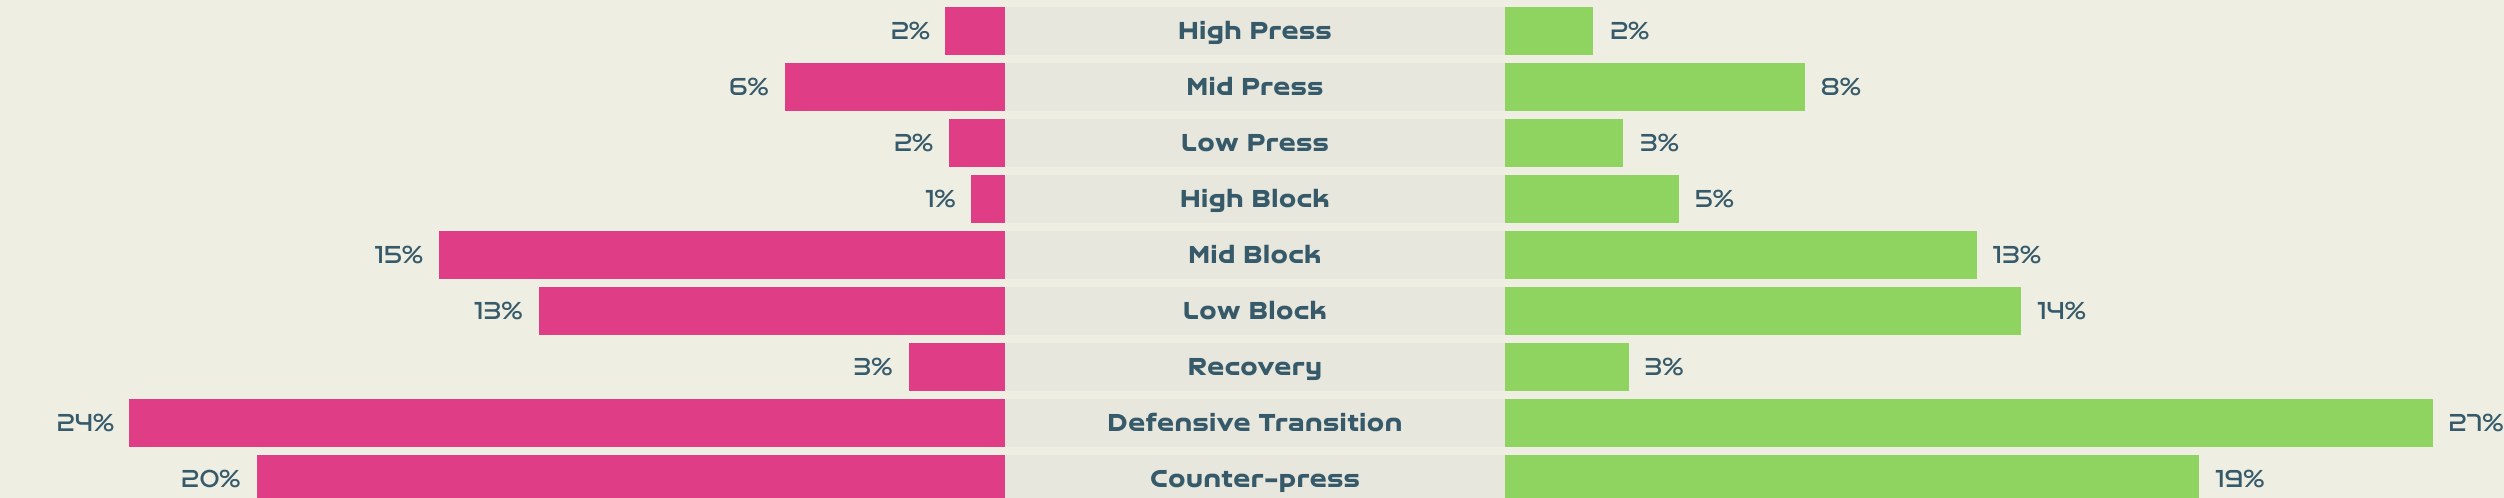 2% High Press 2%
6% Mid Press 8%
2% Low Press 3%
1% High Block 5%
15% Mid Block 13%
13% Low Block 14%
3% Recovery 3%
24% Defensive Transition 27%
20% Counter-press 19%